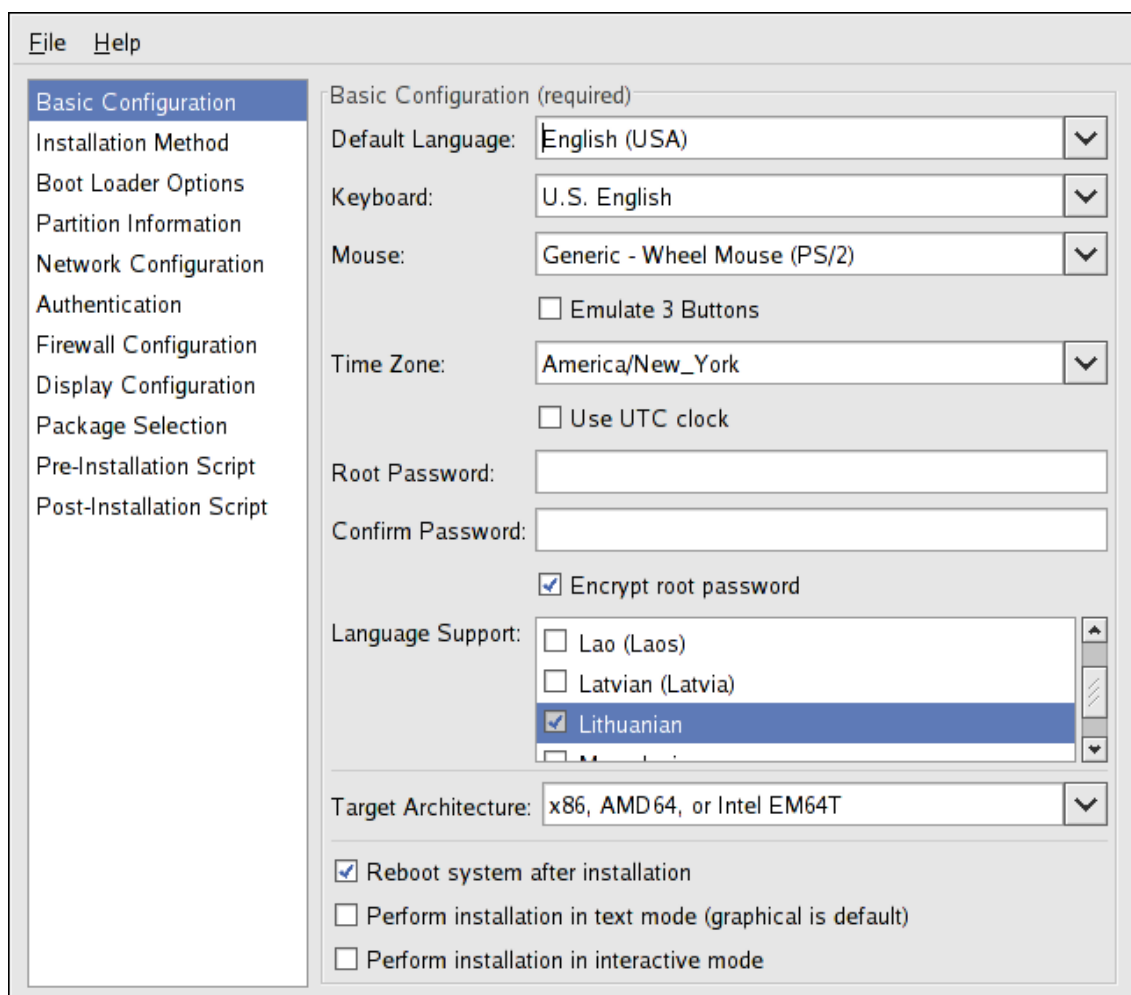 File Help
Basic Configuration
Installation Method
Boot Loader Options
Partition Information
Network Configuration
Authentication
Firewall Configuration
Display Configuration
Package Selection
Pre-Installation Script
Post-Installation Script
Basic Configuration (required)
Default Language: English (USA)
Keyboard: U.S. English
Mouse: Generic - Wheel Mouse (PS/2)
Emulate 3 Buttons
Time Zone: America/New_York
Use UTC clock
Root Password:
Confirm Password:
Encrypt root password
Language Support: Lao (Laos)
Latvian (Latvia)
Lithuanian
Target Architecture: x86, AMD64, or Intel EM64T
Reboot system after installation
Perform installation in text mode (graphical is default)
Perform installation in interactive mode